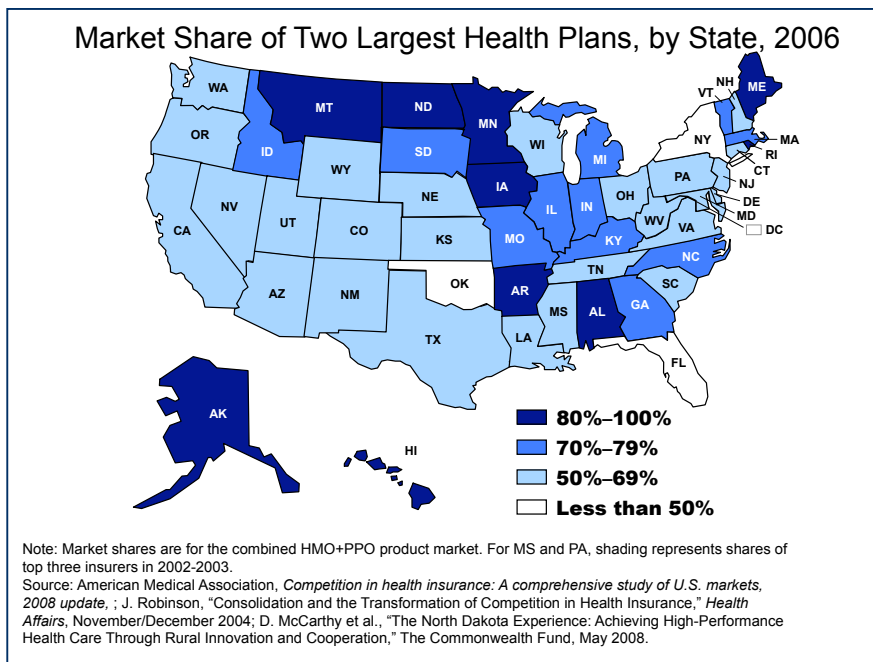 Market Share of Two Largest Health Plans, by State, 2006
WA
MT
ND
MN
VT
NH
ME
OR
ID
SD
WI
MI
NY
MA
RI
CT
WY
NE
IA
PA
NJ
NV
UT
CO
KS
MO
IL
IN
OH
WV
VA
DE
MD
DC
CA
KY
NC
AZ
NM
OK
AR
TN
SC
TX
LA
MS
AL
GA
FL
AK
HI
80%–100%
70%–79%
50%–69%
Less than 50%
Note: Market shares are for the combined HMO+PPO product market. For MS and PA, shading represents shares of
top three insurers in 2002-2003.
Source: American Medical Association, Competition in health insurance: A comprehensive study of U.S. markets,
2008 update, ; J. Robinson, “Consolidation and the Transformation of Competition in Health Insurance,” Health
Affairs, November/December 2004; D. McCarthy et al., “The North Dakota Experience: Achieving High-Performance
Health Care Through Rural Innovation and Cooperation,” The Commonwealth Fund, May 2008.